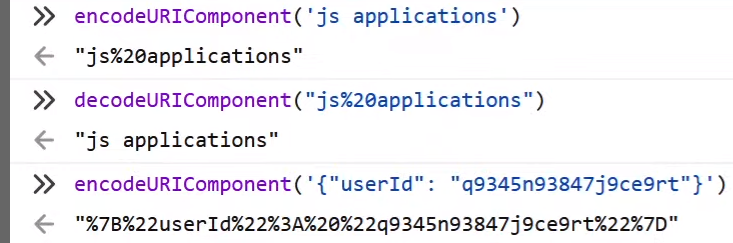 encodeURIComponent('js applications')
"js%20applications"
decodeURIComponent("js%20applications")
"js applications"
encodeURIComponent('{"userId": "q9345n93847j9ce9rt"}')
"%7B%22userId%22%3A%20%22q9345n93847j9ce9rt%22%7D"